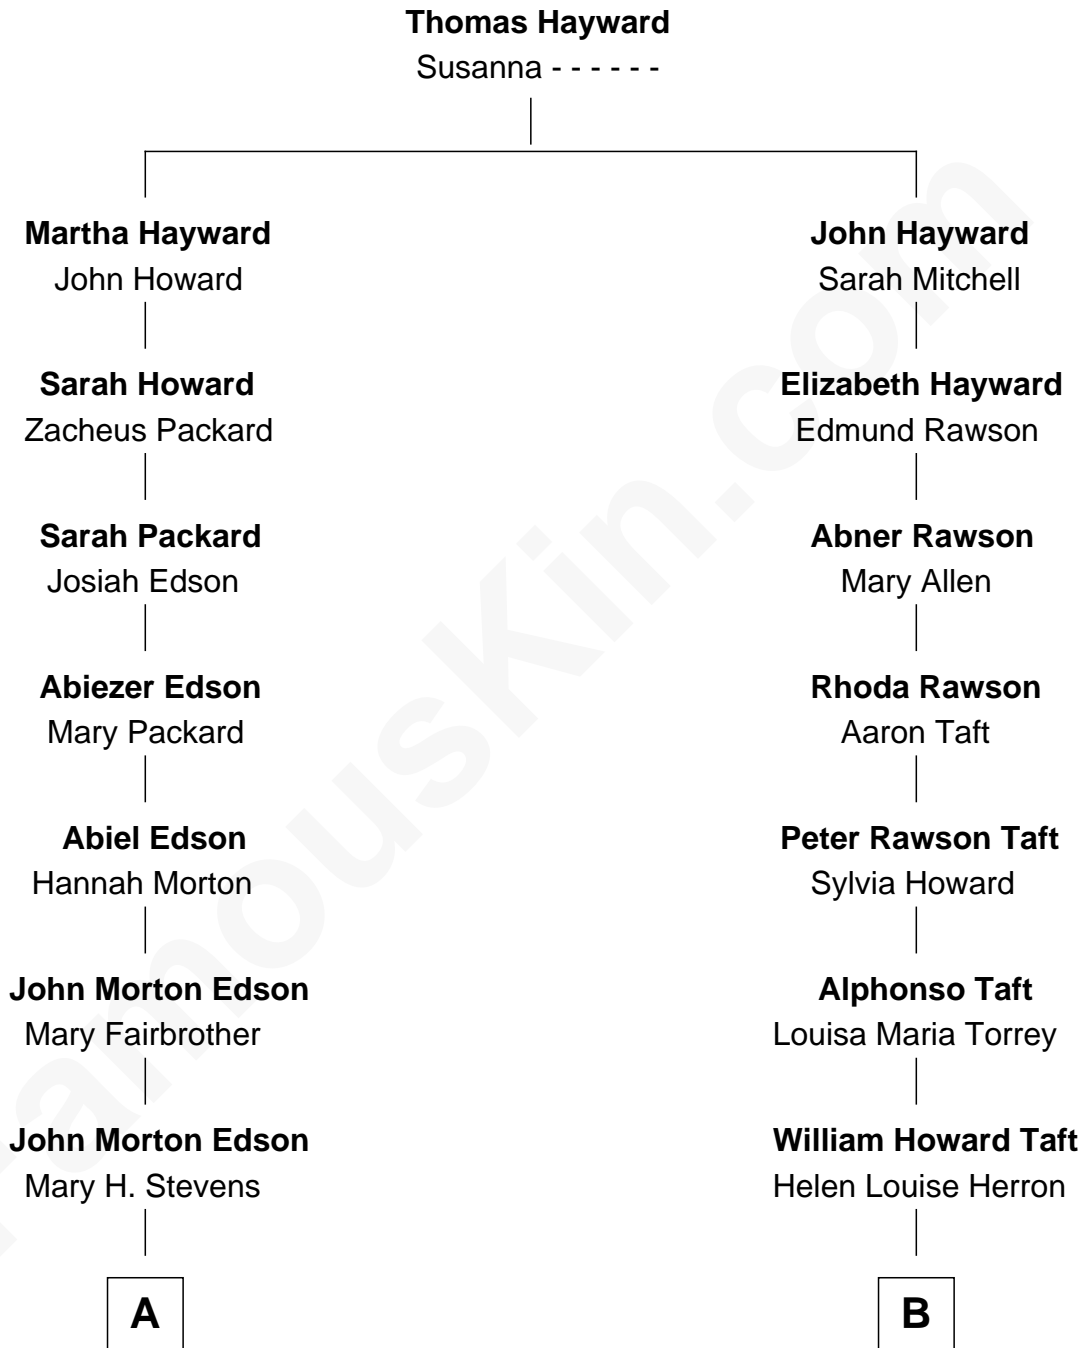 Thomas Hayward
Susanna - - - - - -
Martha Hayward
John Howard
John Hayward
Sarah Mitchell
Sarah Howard
Zacheus Packard
Elizabeth Hayward
Edmund Rawson
Sarah Packard
Josiah Edson
Abner Rawson
Mary Allen
Abiezer Edson
Mary Packard
Rhoda Rawson
Aaron Taft
Abiel Edson
Hannah Morton
Peter Rawson Taft
Sylvia Howard
John Morton Edson
Mary Fairbrother
Alphonso Taft
Louisa Maria Torrey
John Morton Edson
Mary H. Stevens
William Howard Taft
Helen Louise Herron
A
B
FamousKin.com